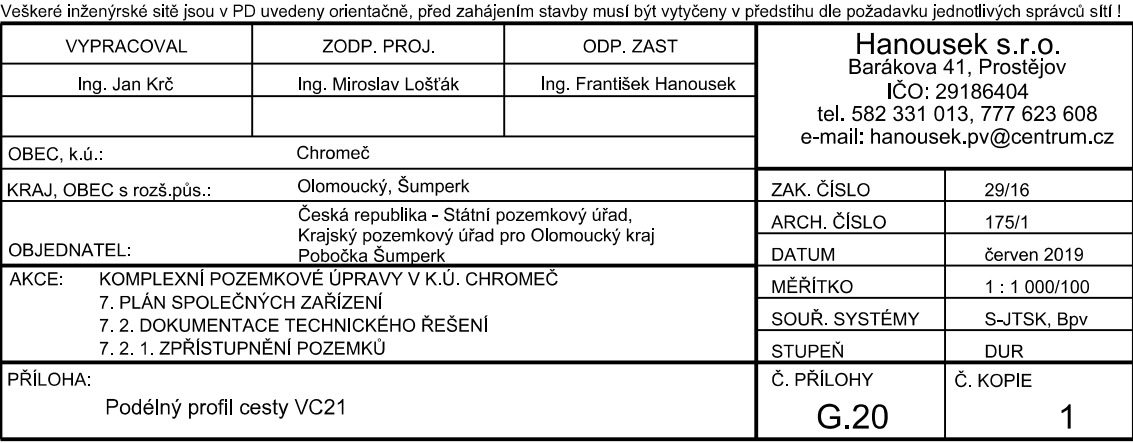 Veškeré inženýrské sítě jsou v PD uvedeny orientačně, před zahájením stavby musí být vytyčeny v předstihu dle požadavku jednotlivých správců sítí !
VYPRACOVAL
ZODP. PROJ.
ODP. ZAST
Ing. Jan Krč
Ing. Miroslav Lošťák
Ing. František Hanousek
Hanousek s.r.o.
Barákova 41, Prostějov
IČO: 29186404
tel. 582 331 013, 777 623 608
e-mail: hanousek.pv@centrum.cz
OBEC, k.ú.: Chromeč
KRAJ, OBEC s rozš.půs.: Olomoucký, Šumperk
OBJEDNATEL: Česká republika - Státní pozemkový úřad,
Krajský pozemkový úřad pro Olomoucký kraj
Pobočka Šumperk
ZAK. ČÍSLO 29/16
ARCH. ČÍSLO 175/1
DATUM červen 2019
MĚŘÍTKO 1 : 1 000/100
SOUŘ. SYSTÉMY S-JTSK, Bpv
STUPEŇ DUR
AKCE: KOMPLEXNÍ POZEMKOVÉ ÚPRAVY V K.Ú. CHROMEČ
7. PLÁN SPOLEČNÝCH ZAŘÍZENÍ
7. 2. DOKUMENTACE TECHNICKÉHO ŘEŠENÍ
7. 2. 1. ZPŘÍSTUPNĚNÍ POZEMKŮ
PŘÍLOHA:
Podélný profil cesty VC21
Č. PŘÍLOHY
G.20
Č. KOPIE
1